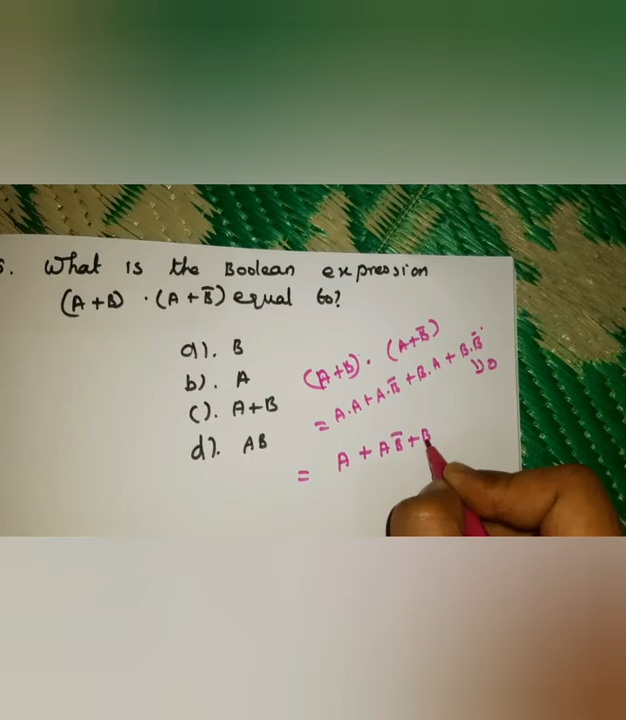 5. What is the Boolean expression
(A+B) . (A+B̅) equal to?
a). B
b). A
(c). A+B
d). AB
(A+B) . (A+B̅)
= A.A+A.B̅+B.A+B.B̅
= A + AB̅+B